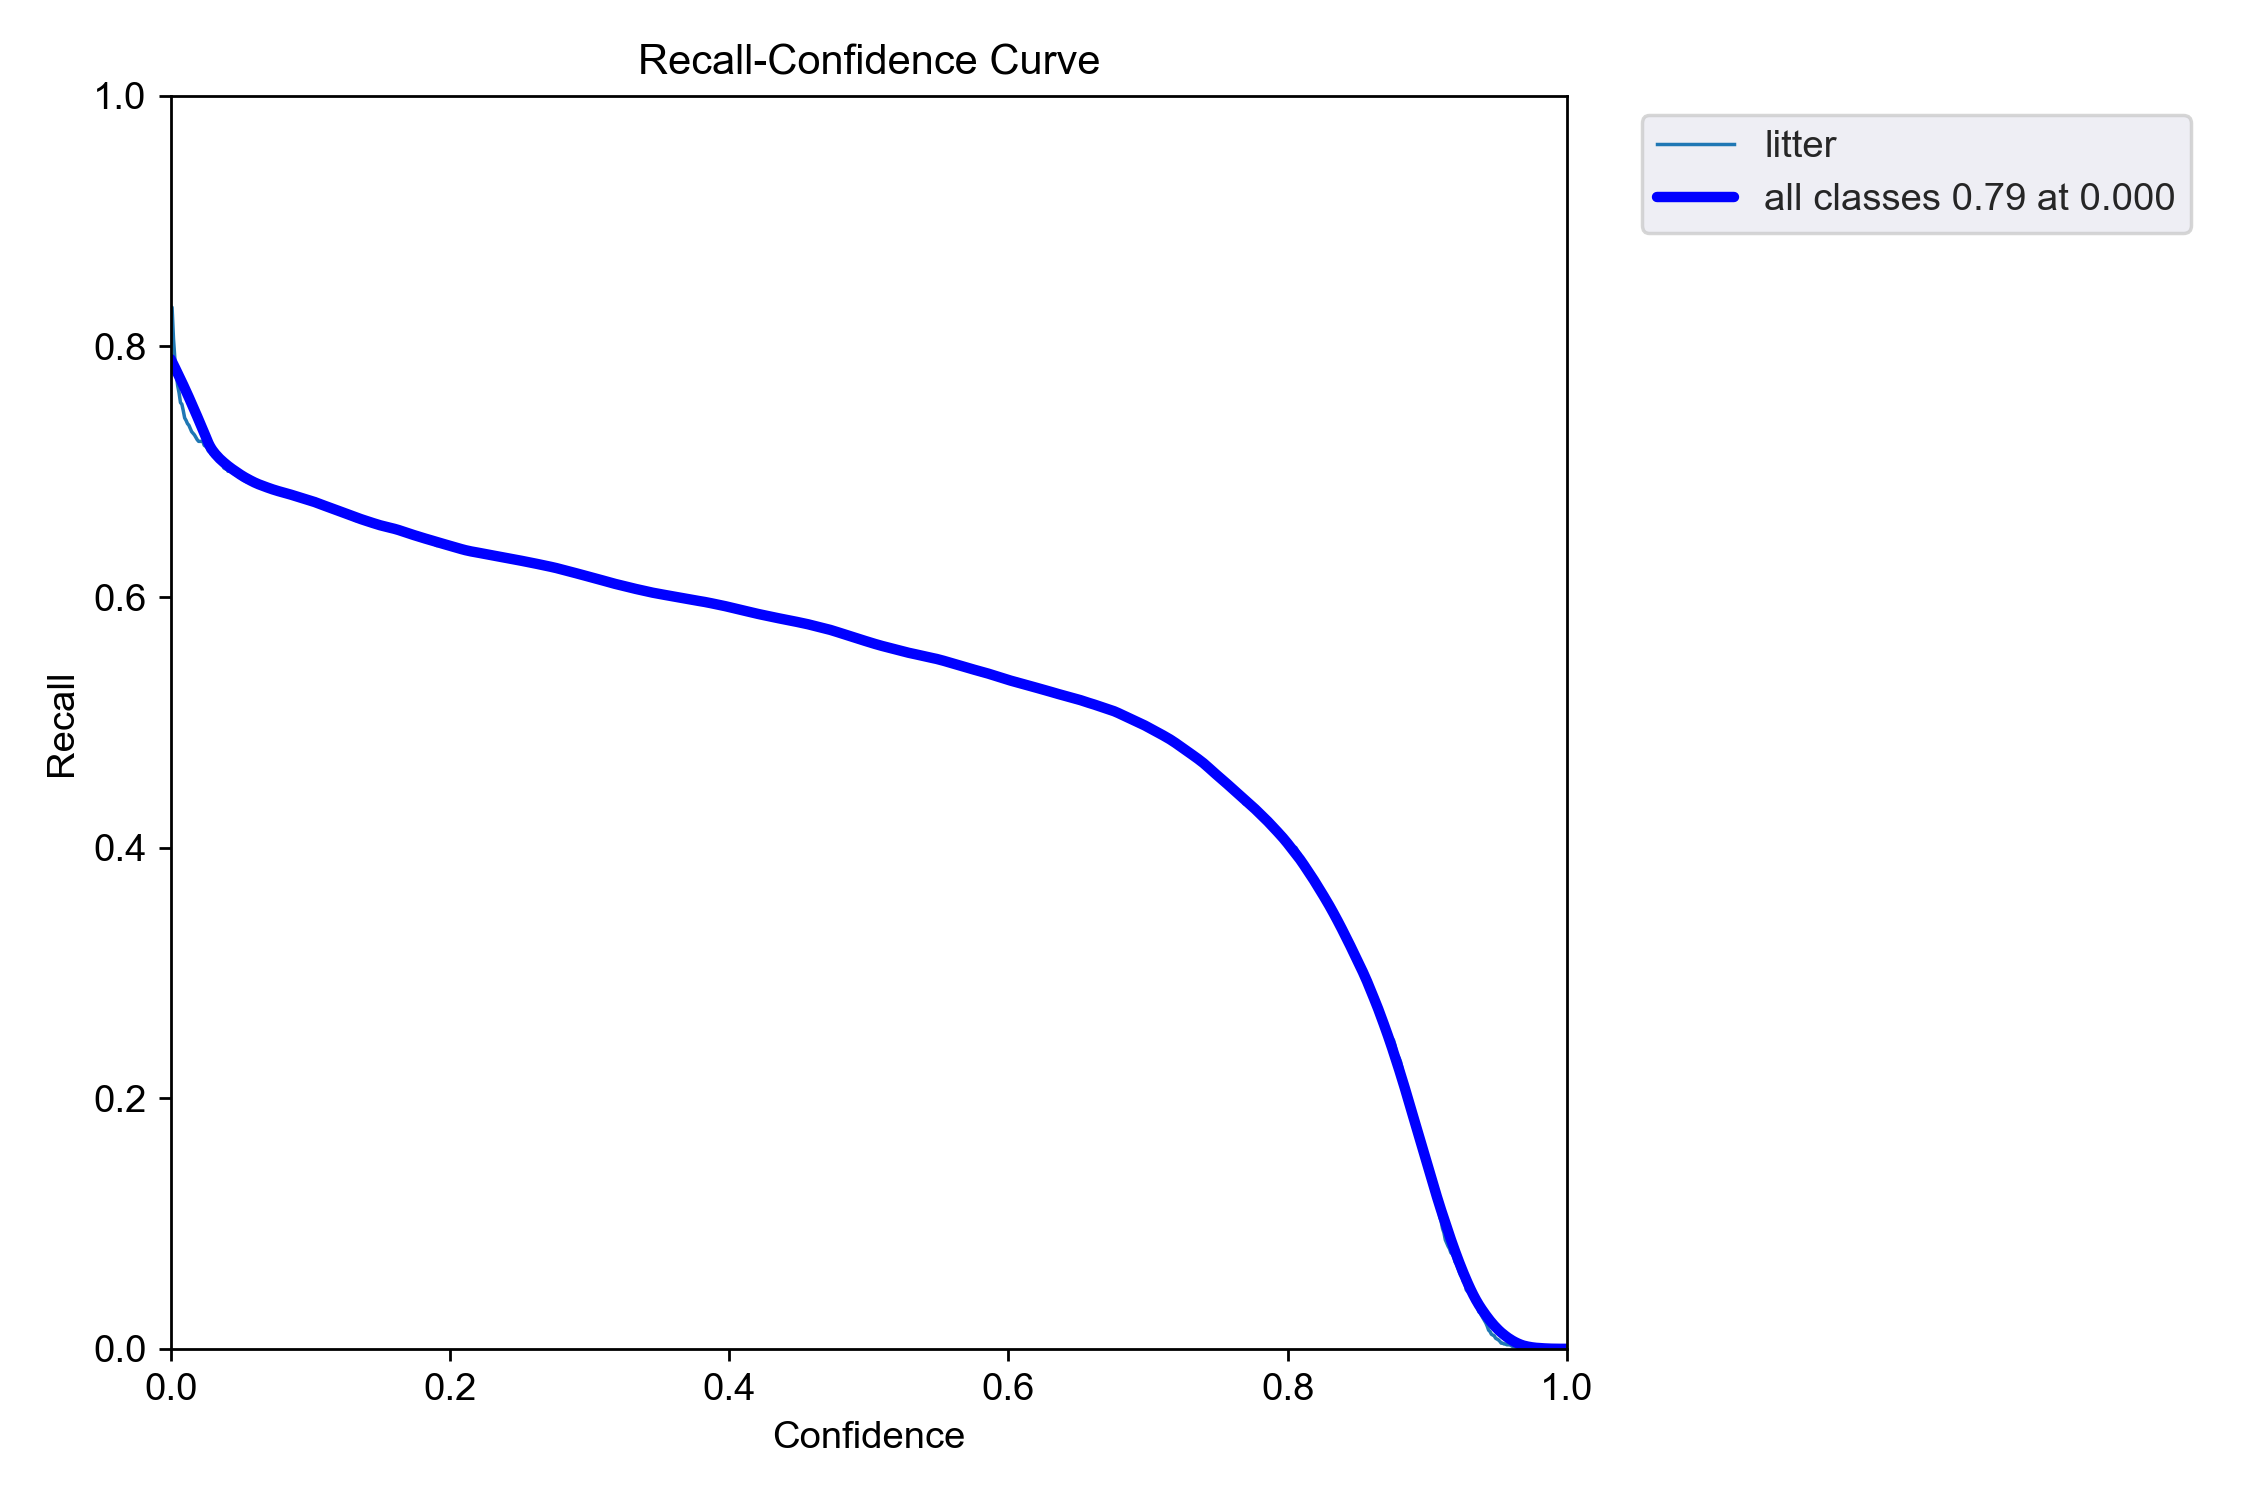 Recall-Confidence Curve
1.0
0.8
0.6
0.4
0.2
0.0
Recall
0.0 0.2 0.4 0.6 0.8 1.0
Confidence
litter
all classes 0.79 at 0.000